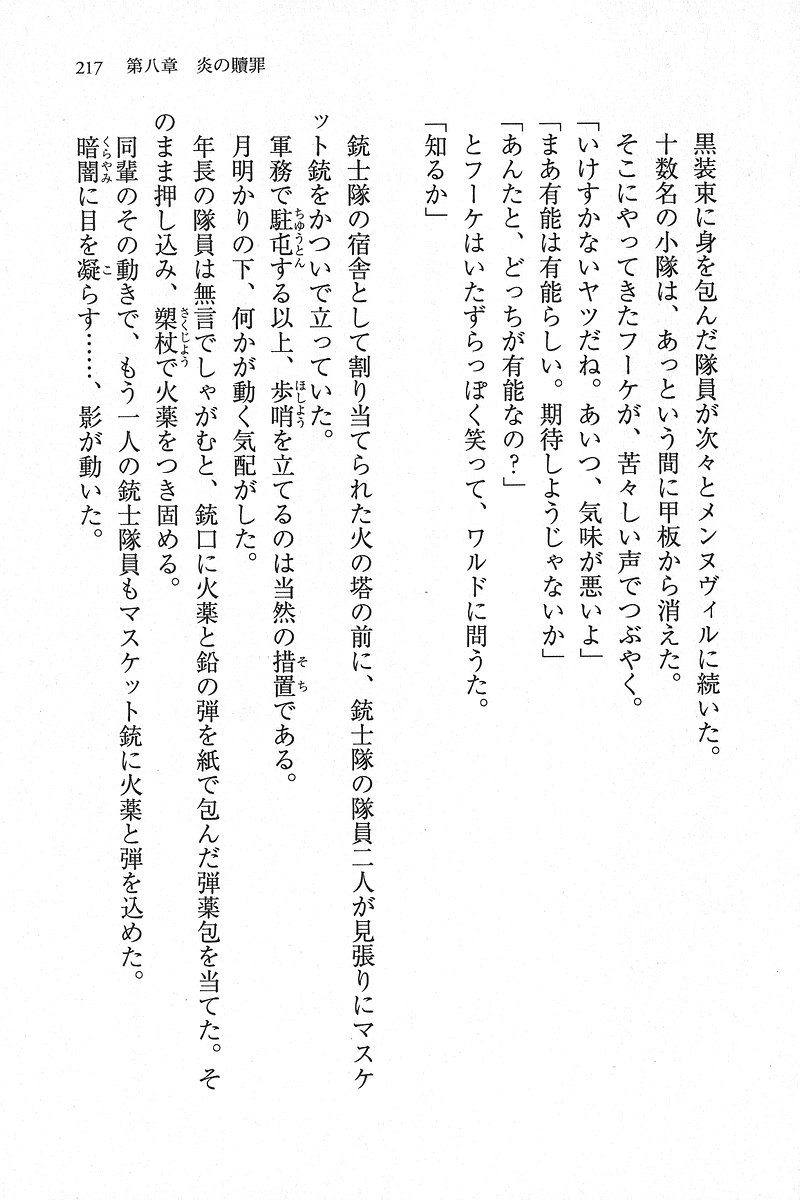 217　第八章　炎の贖罪
黒装束に身を包んだ隊員が次々とメンヌヴィルに続いた。
十数名の小隊は、あっという間に甲板から消えた。
そこにやってきたフーケが、苦々しい声でつぶやく。
「いけすかないヤツだね。あいつ、気味が悪いよ」
「まあ有能は有能らしい。期待しようじゃないか」
「あんたと、どっちが有能なの？」
とフーケはいたずらっぽく笑って、ワルドに問うた。
「知るか」
銃士隊の宿舎として割り当てられた火の塔の前に、銃士隊の隊員二人が見張りにマスケ
ット銃をかついで立っていた。
軍務で駐屯する以上、歩哨を立てるのは当然の措置である。
月明かりの下、何かが動く気配がした。
年長の隊員は無言でしゃがむと、銃口に火薬と鉛の弾を紙で包んだ弾薬包を当てた。そ
のまま押し込み、槊杖で火薬をつき固める。
同輩のその動きで、もう一人の銃士隊員もマスケット銃に火薬と弾を込めた。
暗闇に目を凝らす……、影が動いた。